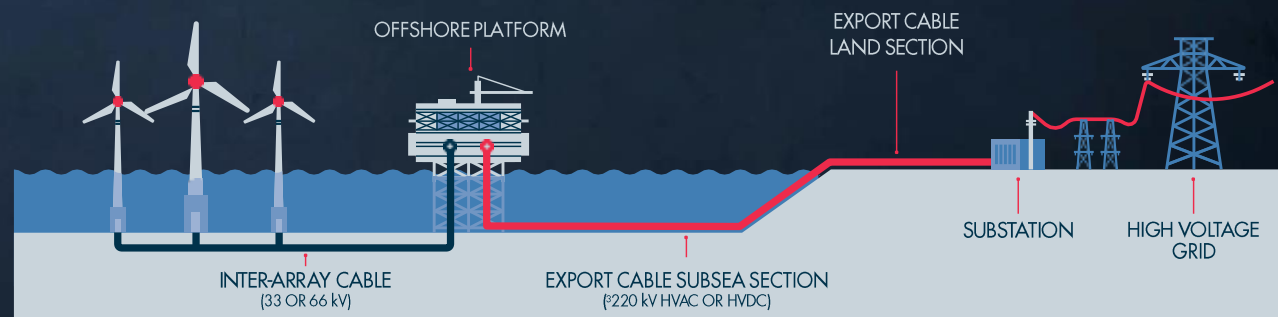 OFFSHORE PLATFORM
EXPORT CABLE
LAND SECTION
INTER-ARRAY CABLE
(33 OR 66 kV)
EXPORT CABLE SUBSEA SECTION
(³220 kV HVAC OR HVDC)
SUBSTATION
HIGH VOLTAGE
GRID